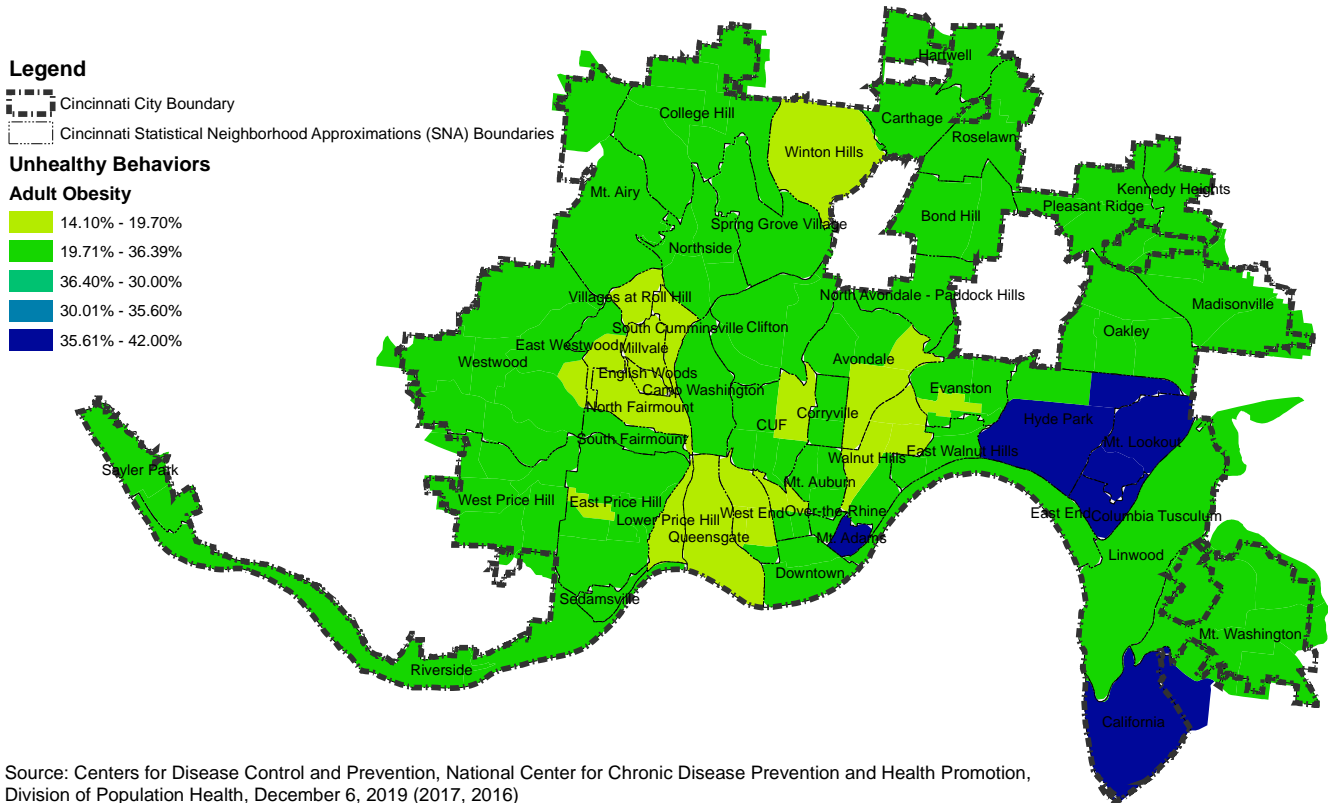 Legend
Cincinnati City Boundary
Cincinnati Statistical Neighborhood Approximations (SNA) Boundaries
Unhealthy Behaviors
Adult Obesity
14.10% - 19.70%
19.71% - 36.39%
36.40% - 30.00%
30.01% - 35.60%
35.61% - 42.00%
Hartwell
College Hill
Carthage
Roselawn
Winton Hills
Kennedy Heights
Mt. Airy
Pleasant Ridge
Bond Hill
Spring Grove Village
Northside
Villages at Roll Hill
North Avondale - Paddock Hills
Madisonville
South Cumminsville
Clifton
Oakley
East Westwood
Millvale
Westwood
Avondale
English Woods
Camp Washington
Evanston
North Fairmount
Corryville
Hyde Park
CUF
South Fairmount
Mt. Lookout
East Walnut Hills
Walnut Hills
Sayler Park
Mt. Auburn
West Price Hill
East Price Hill
Over-the-Rhine
West End
East End
Columbia Tusculum
Lower Price Hill
Queensgate
Mt. Adams
Linwood
Downtown
Sedamsville
Mt. Washington
Riverside
California
Source: Centers for Disease Control and Prevention, National Center for Chronic Disease Prevention and Health Promotion,
Division of Population Health, December 6, 2019 (2017, 2016)